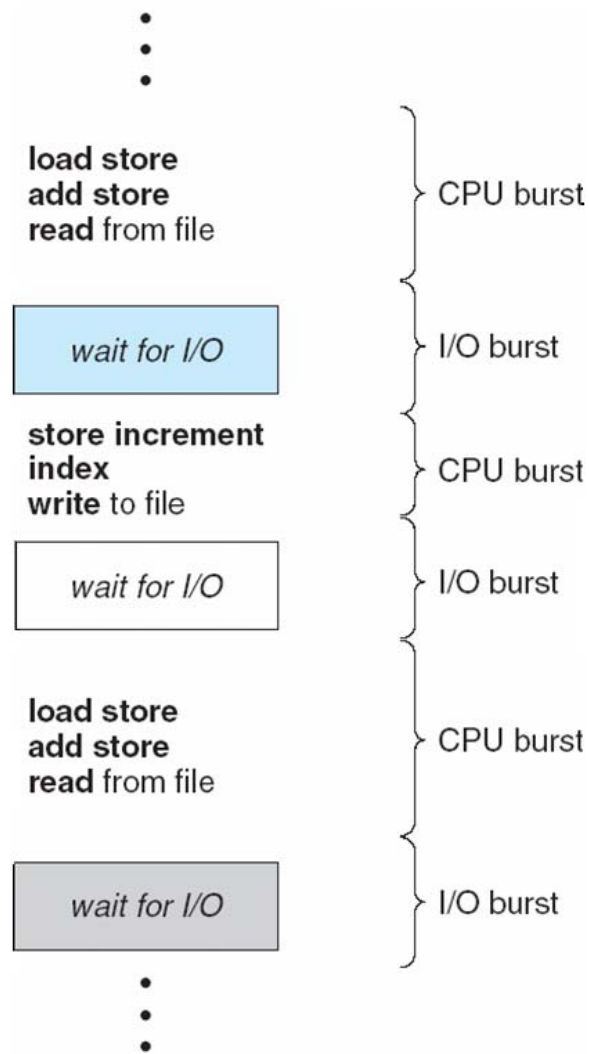 load store
add store
read from file
CPU burst
wait for I/O
I/O burst
store increment
index
write to file
CPU burst
wait for I/O
I/O burst
load store
add store
read from file
CPU burst
wait for I/O
I/O burst